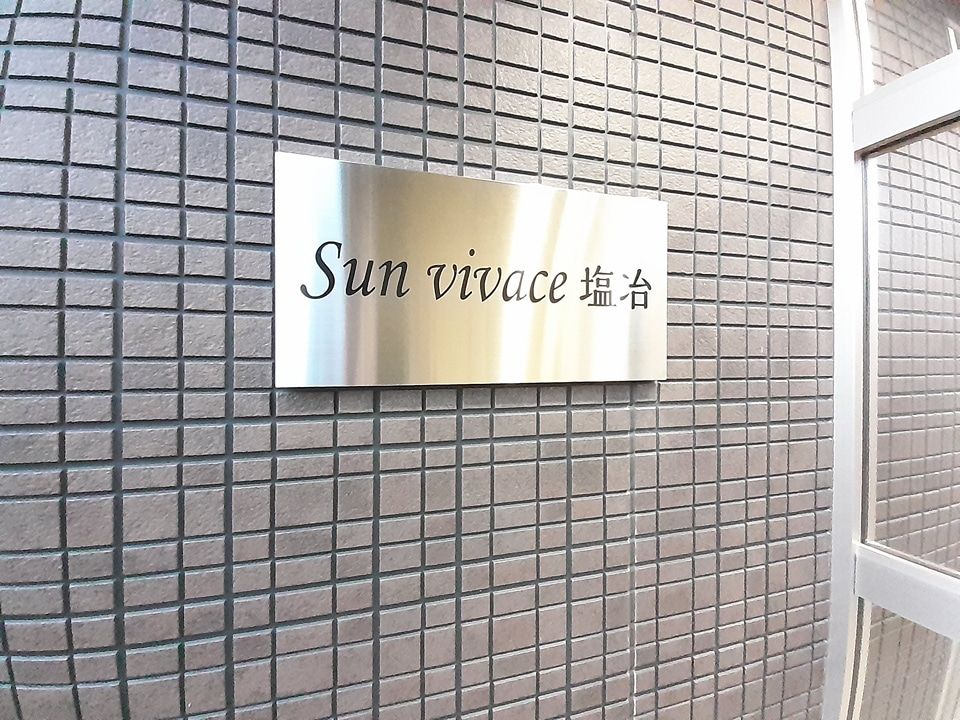 Sun vivace 塩冶